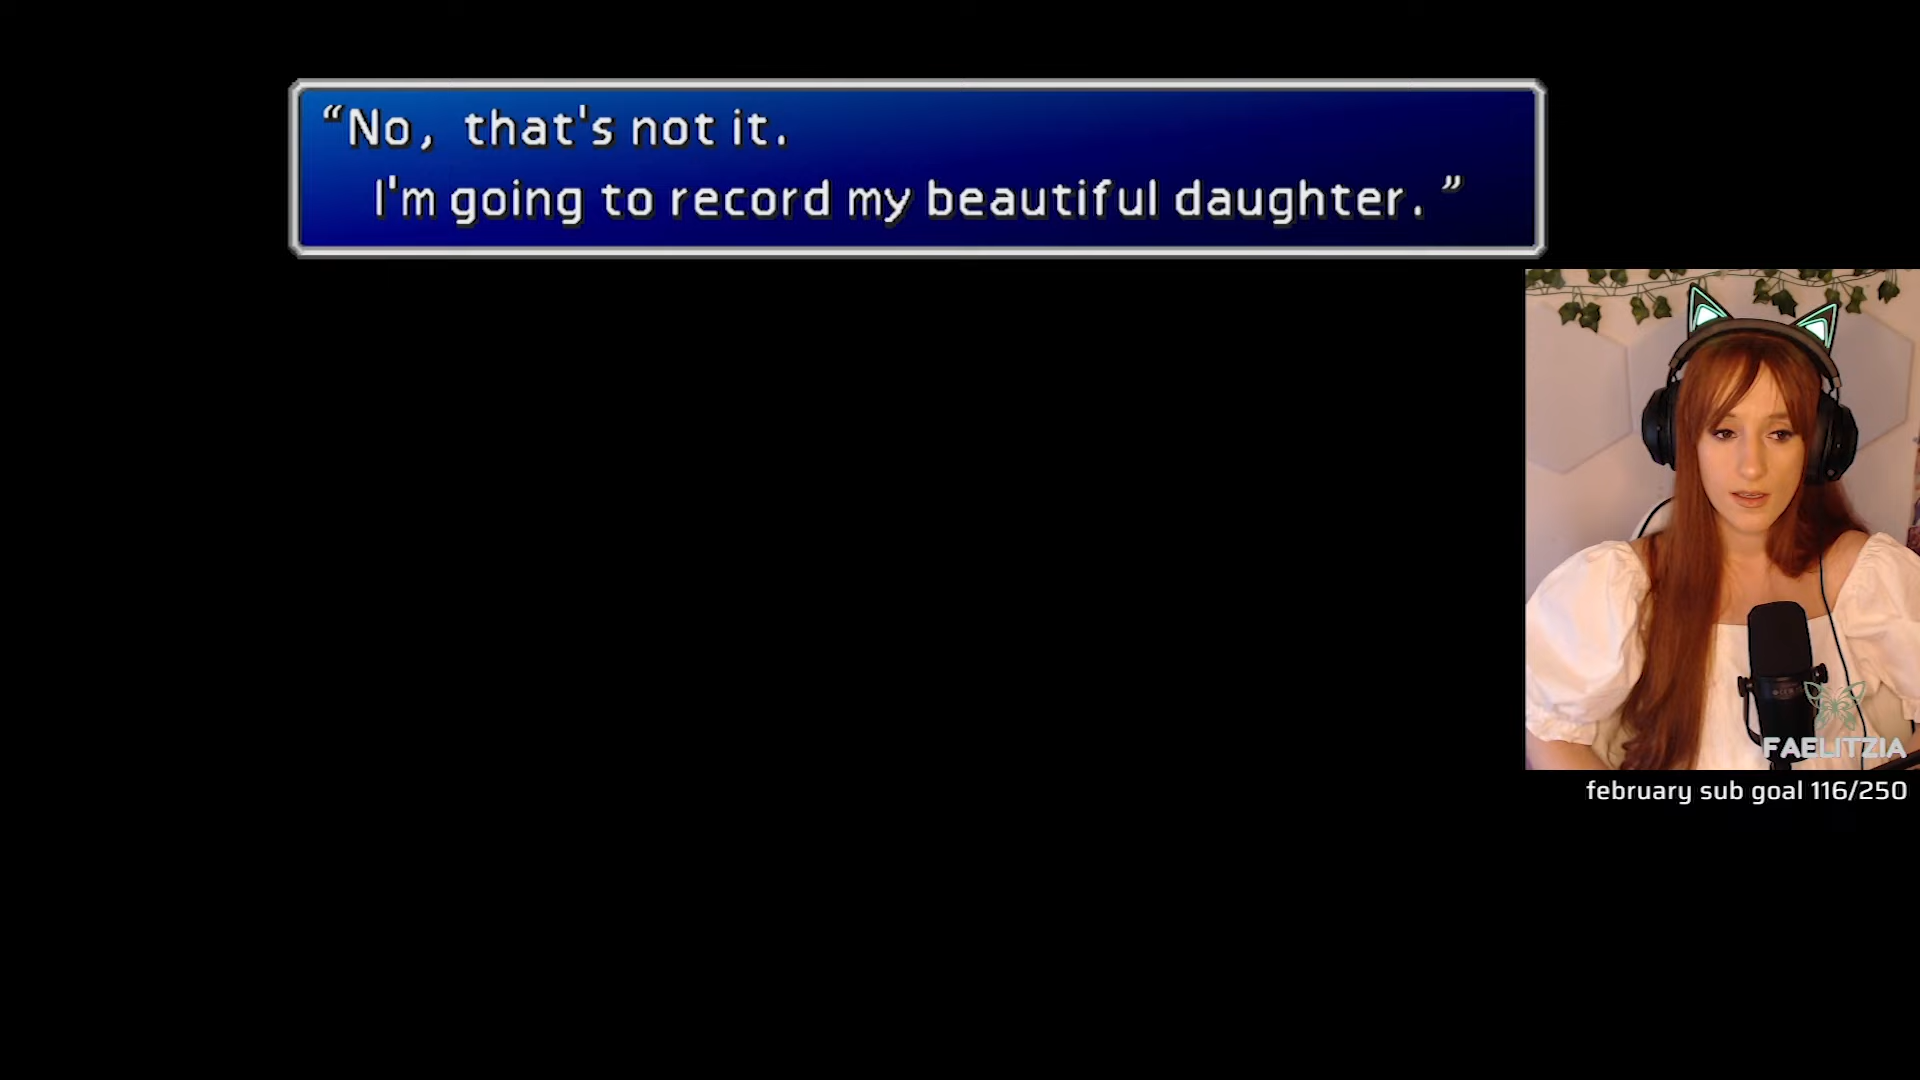 “No, that's not it.
I'm going to record my beautiful daughter.”
FAELITZIA
february sub goal 116/250